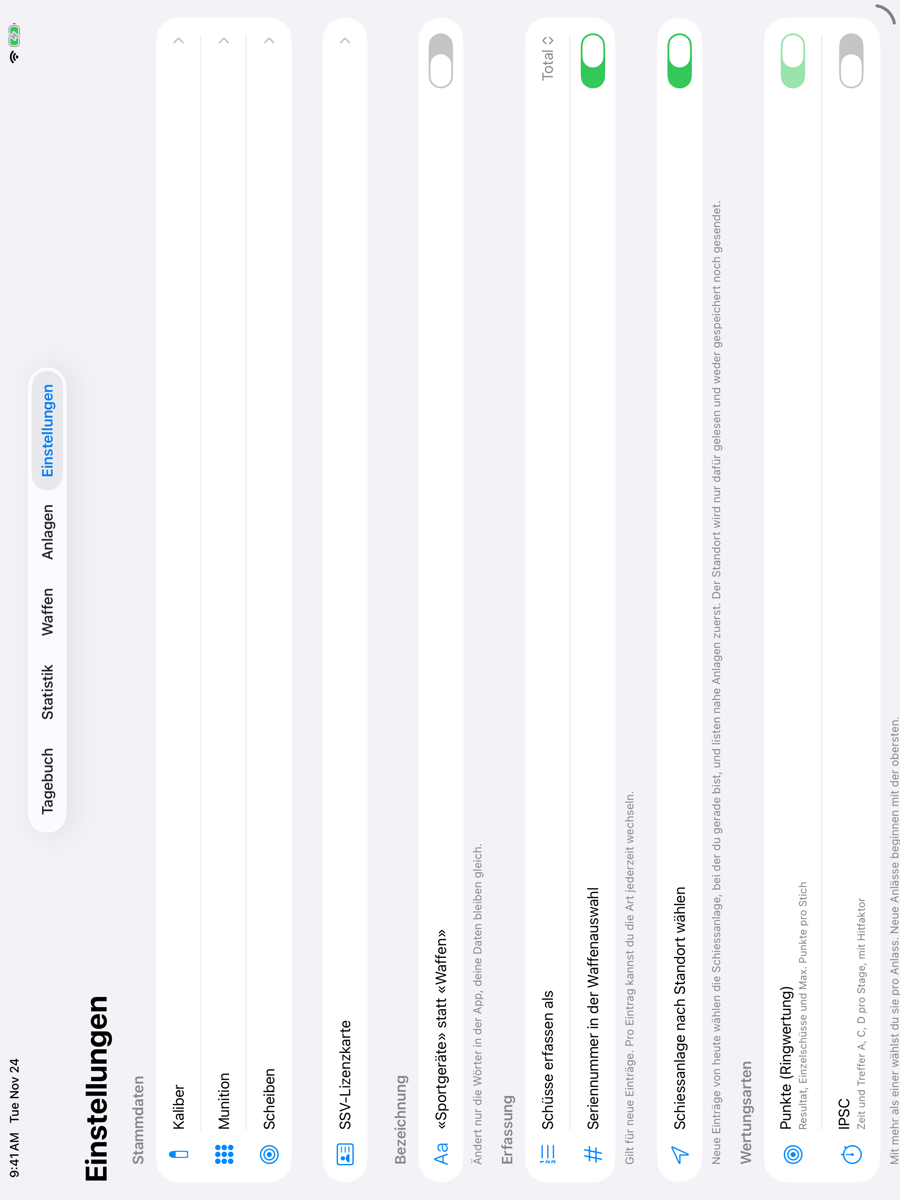 9:41 AM Tue Nov 24
Tagebuch Statistik Waffen Anlagen Einstellungen
Einstellungen
Stammdaten
Kaliber
Munition
Scheiben
SSV-Lizenzkarte
Bezeichnung
Aa «Sportgeräte» statt «Waffen»
Ändert nur die Wörter in der App, deine Daten bleiben gleich.
Erfassung
Schüsse erfassen als Total
Seriennummer in der Waffenauswahl
Gilt für neue Einträge. Pro Eintrag kannst du die Art jederzeit wechseln.
Schiessanlage nach Standort wählen
Neue Einträge von heute wählen die Schiessanlage, bei der du gerade bist, und listen nahe Anlagen zuerst. Der Standort wird nur dafür gelesen und weder gespeichert noch gesendet.
Wertungsarten
Punkte (Ringwertung)
Resultat, Einzelschüsse und Max. Punkte pro Stich
IPSC
Zeit und Treffer A, C, D pro Stage, mit Hitfaktor
Mit mehr als einer wählst du sie pro Anlass. Neue Anlässe beginnen mit der obersten.